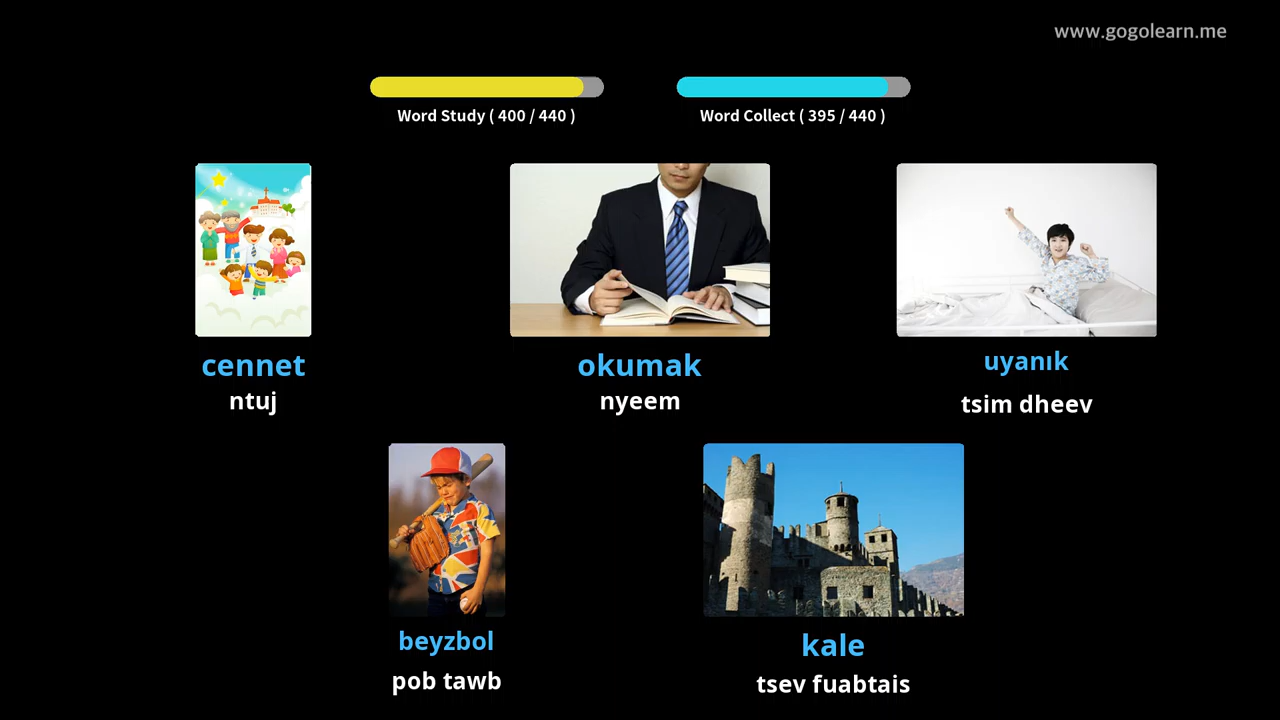 www.gogolearn.me
Word Study ( 400 / 440 )
Word Collect ( 395 / 440 )
cennet
ntuj
okumak
nyeem
uyanık
tsim dheev
beyzbol
pob tawb
kale
tsev fuabtais